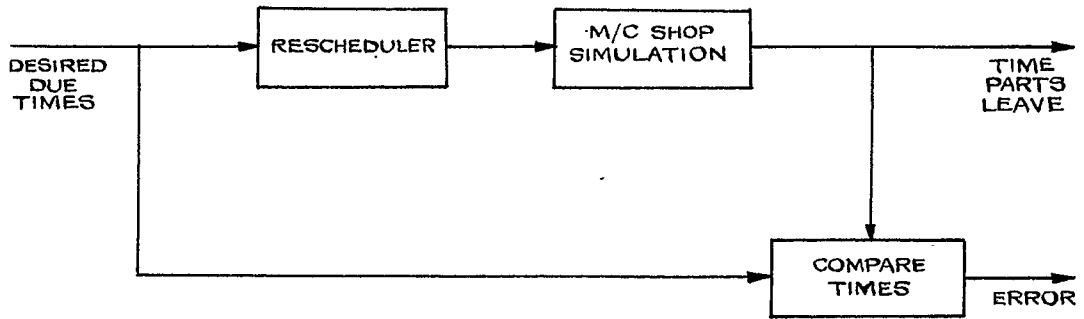 DESIRED
DUE
TIMES
RESCHEDULER
M/C SHOP
SIMULATION
TIME
PARTS
LEAVE
COMPARE
TIMES
ERROR